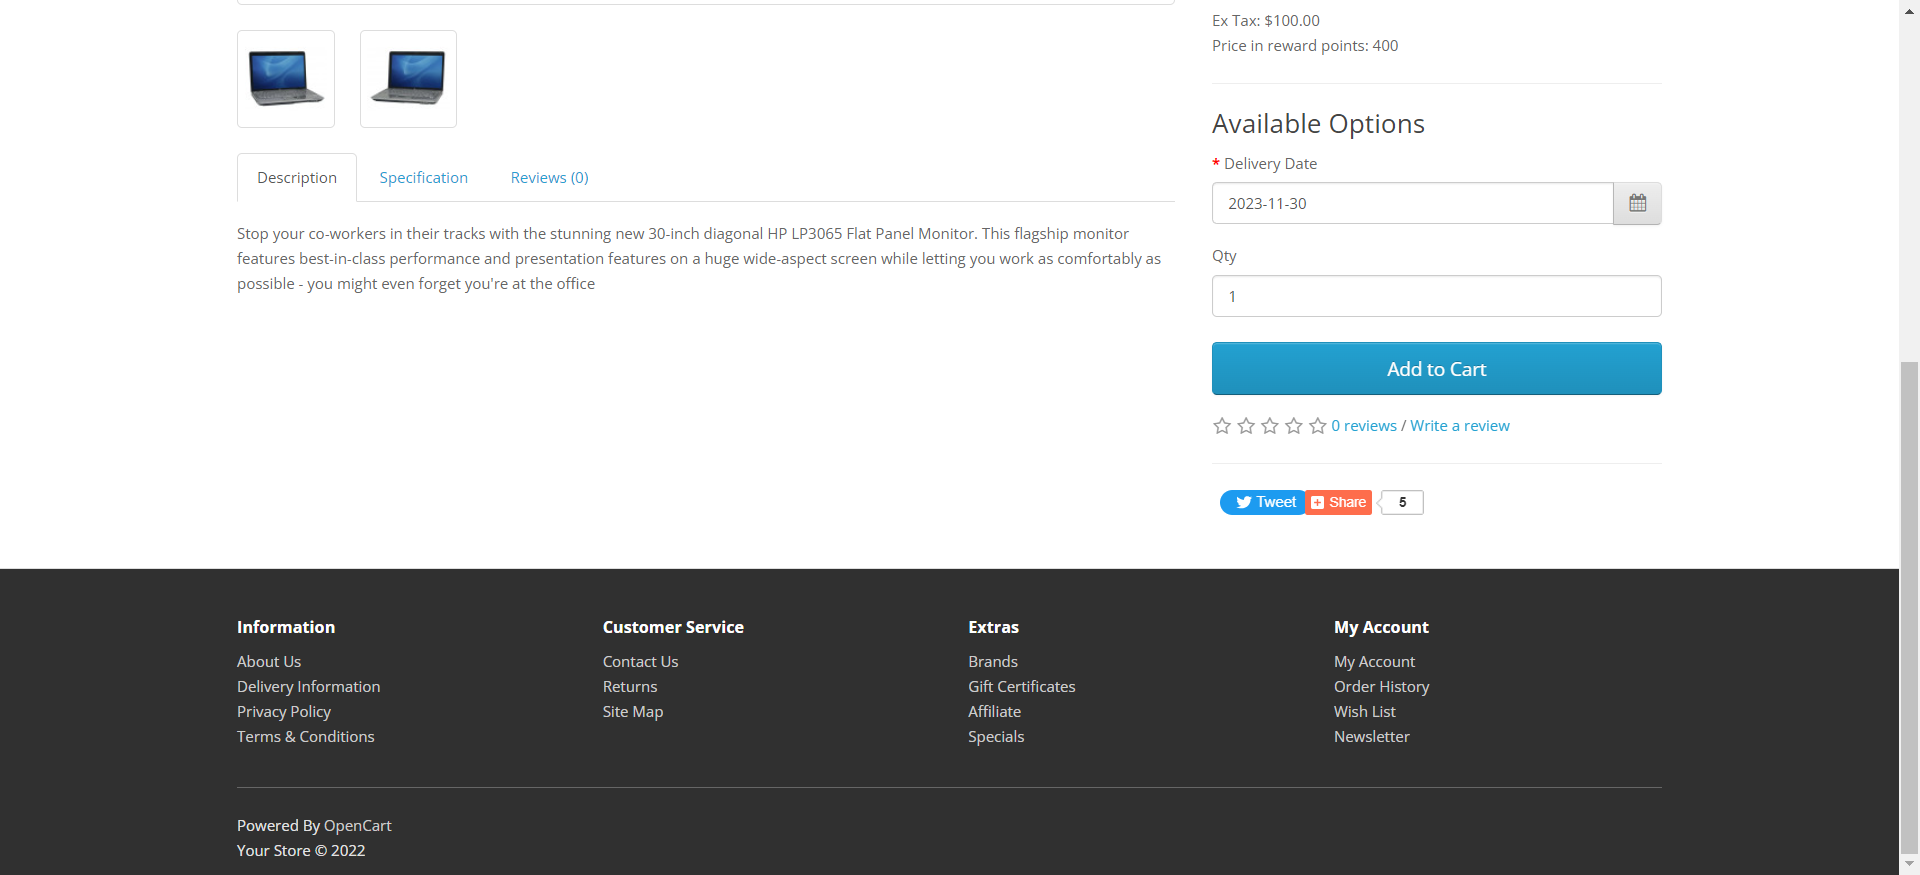 Ex Tax: $100.00
Price in reward points: 400
Available Options
* Delivery Date
2023-11-30
Qty
1
Add to Cart
0 reviews / Write a review
Tweet
Share
5
Description
Specification
Reviews (0)
Stop your co-workers in their tracks with the stunning new 30-inch diagonal HP LP3065 Flat Panel Monitor. This flagship monitor
features best-in-class performance and presentation features on a huge wide-aspect screen while letting you work as comfortably as
possible - you might even forget you're at the office
Information
About Us
Delivery Information
Privacy Policy
Terms & Conditions
Customer Service
Contact Us
Returns
Site Map
Extras
Brands
Gift Certificates
Affiliate
Specials
My Account
My Account
Order History
Wish List
Newsletter
Powered By OpenCart
Your Store © 2022